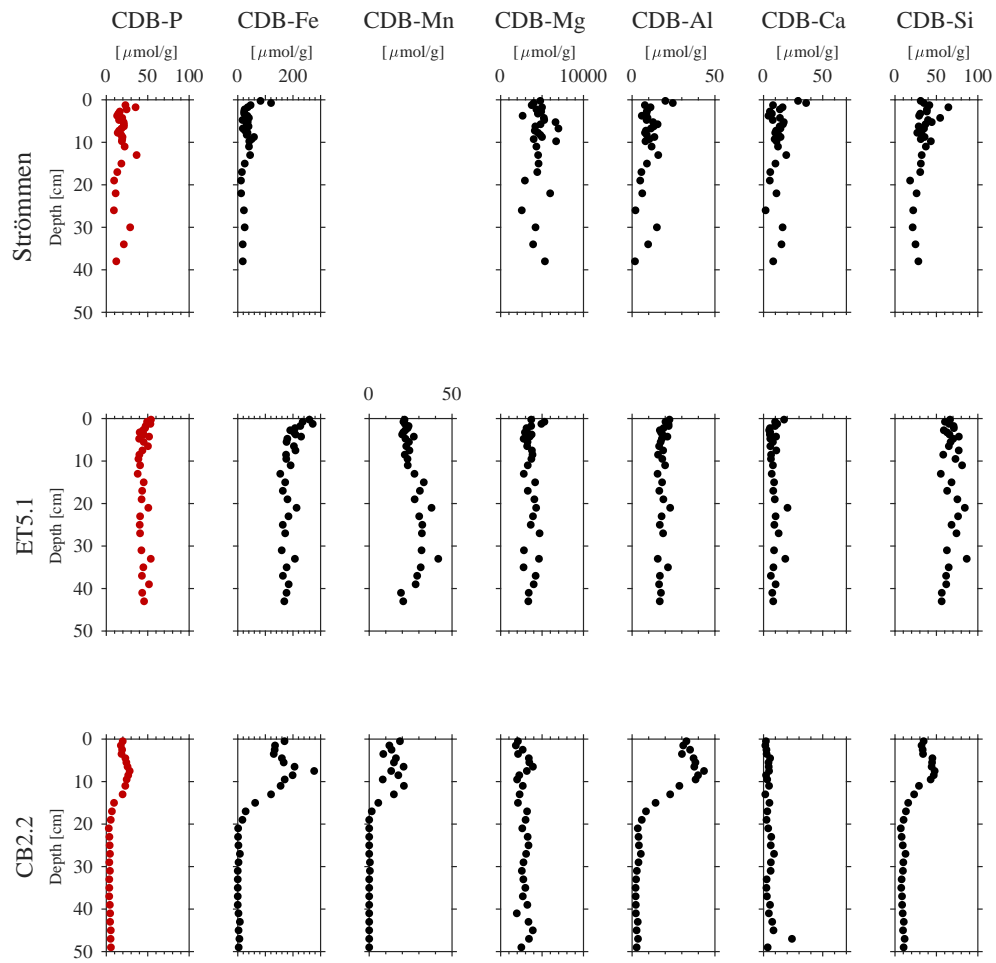 CDB-P CDB-Fe CDB-Mn CDB-Mg CDB-Al CDB-Ca CDB-Si
[ µmol/g] [ µmol/g] [ µmol/g] [ µmol/g] [ µmol/g] [ µmol/g] [ µmol/g]
0 50 100 0 200 0 10000 0 50 0 50 0 50 100
Strömmen
Depth [cm]
0
10
20
30
40
50
0 50
ET5.1
Depth [cm]
0
10
20
30
40
50
CB2.2
Depth [cm]
0
10
20
30
40
50